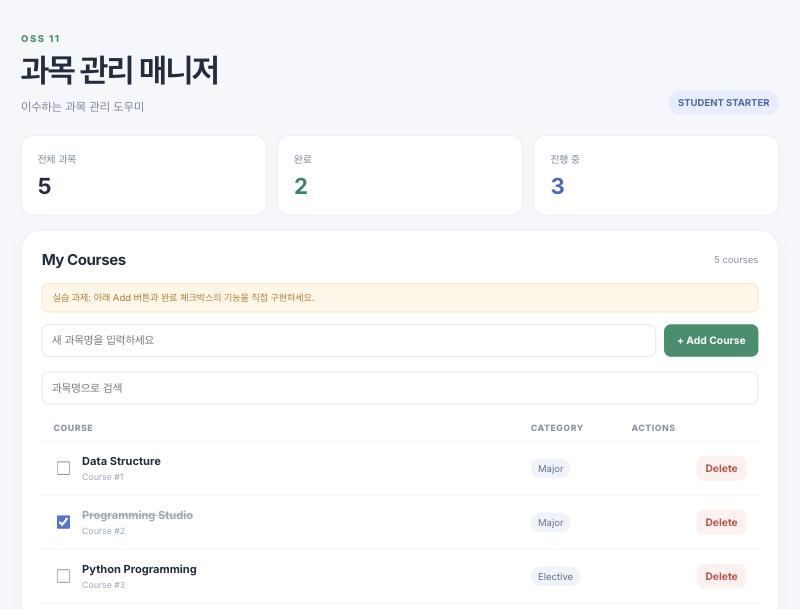 OSS 11
과목 관리 매니저
이수하는 과목 관리 도우미
STUDENT STARTER
전체 과목
5
완료
2
진행 중
3
My Courses
5 courses
실습 과제: 아래 Add 버튼과 완료 체크박스의 기능을 직접 구현하세요.
새 과목명을 입력하세요
+ Add Course
과목명으로 검색
COURSE CATEGORY ACTIONS
Data Structure
Course #1
Major
Delete
Programming Studio
Course #2
Major
Delete
Python Programming
Course #3
Elective
Delete